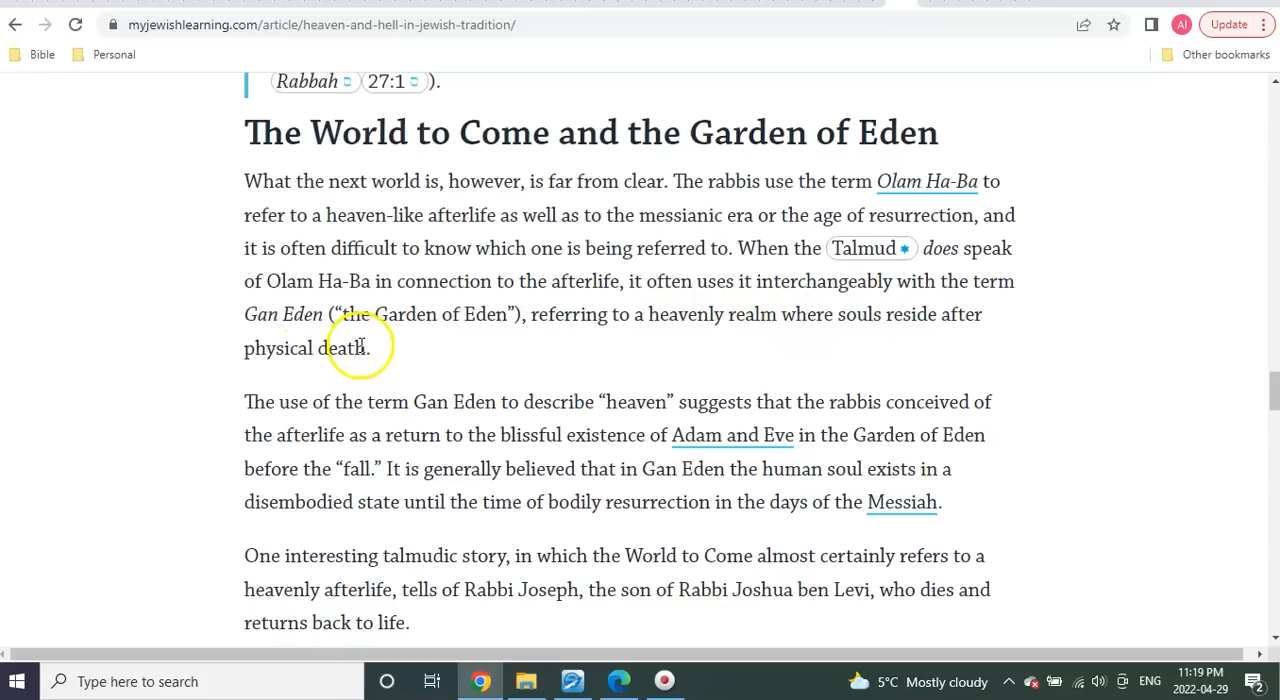 myjewishlearning.com/article/heaven-and-hell-in-jewish-tradition/
AI
Update
Bible
Personal
Other bookmarks
Rabbah 27:1 ).
The World to Come and the Garden of Eden
What the next world is, however, is far from clear. The rabbis use the term Olam Ha-Ba to
refer to a heaven-like afterlife as well as to the messianic era or the age of resurrection, and
it is often difficult to know which one is being referred to. When the Talmud does speak
of Olam Ha-Ba in connection to the afterlife, it often uses it interchangeably with the term
Gan Eden (“the Garden of Eden”), referring to a heavenly realm where souls reside after
physical death.
The use of the term Gan Eden to describe “heaven” suggests that the rabbis conceived of
the afterlife as a return to the blissful existence of Adam and Eve in the Garden of Eden
before the “fall.” It is generally believed that in Gan Eden the human soul exists in a
disembodied state until the time of bodily resurrection in the days of the Messiah.
One interesting talmudic story, in which the World to Come almost certainly refers to a
heavenly afterlife, tells of Rabbi Joseph, the son of Rabbi Joshua ben Levi, who dies and
returns back to life.
Type here to search
5°C Mostly cloudy
ENG
11:19 PM
2022-04-29
2